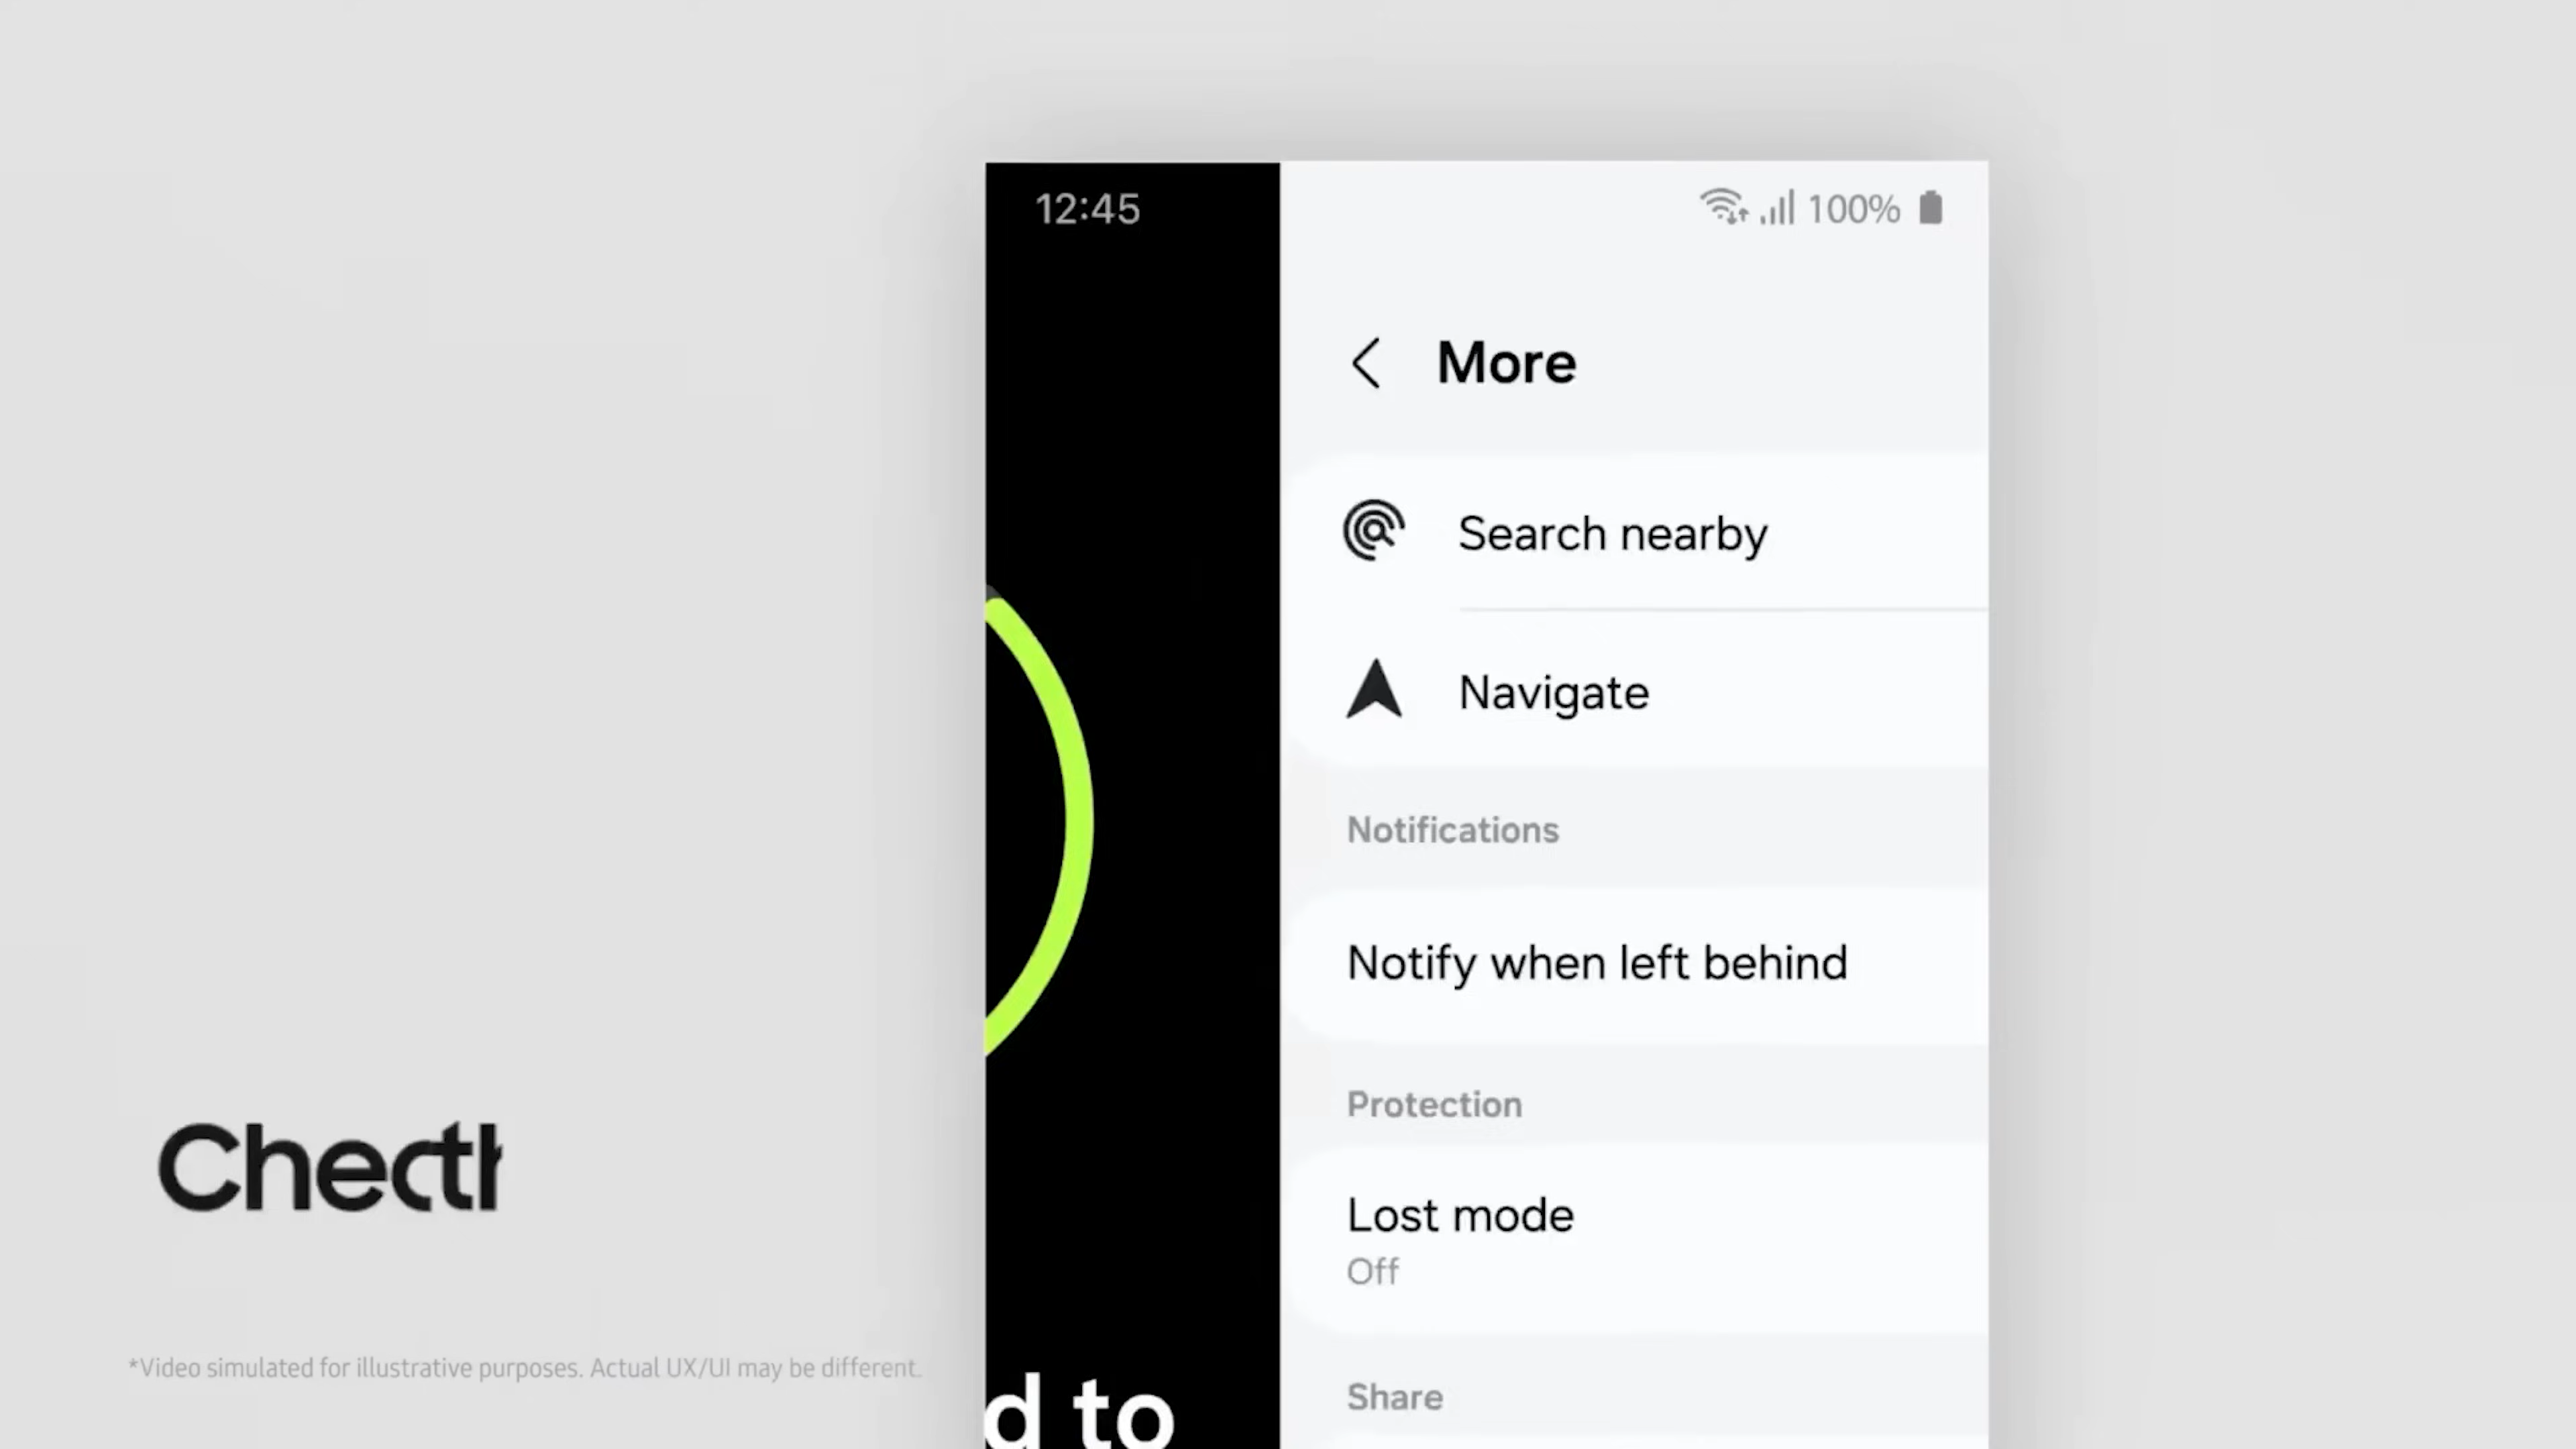 12:45
100%
More
Search nearby
Navigate
Notifications
Notify when left behind
Protection
Lost mode
Off
Share
d to
*Video simulated for illustrative purposes. Actual UX/UI may be different.